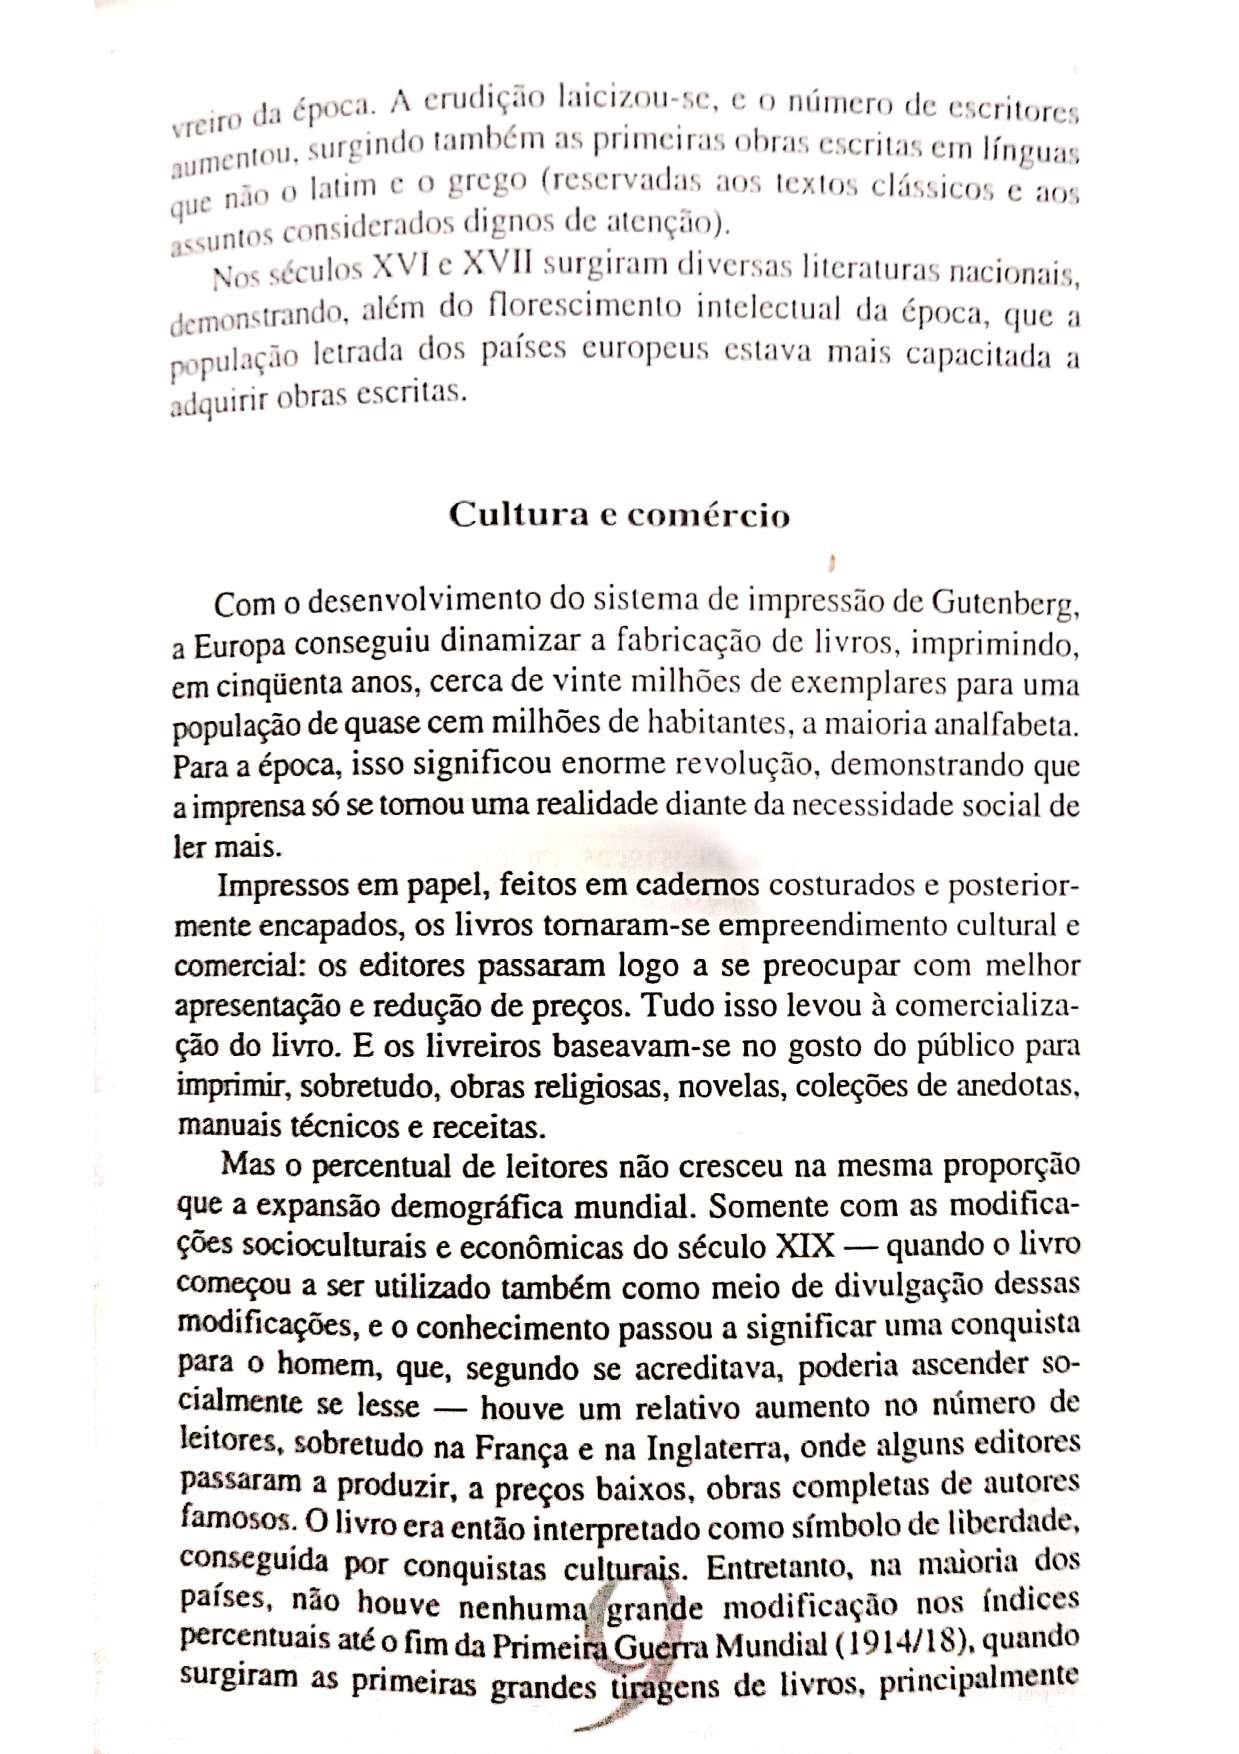 vreiro da época. A erudição laicizou-se, e o número de escritores
aumentou, surgindo também as primeiras obras escritas em línguas
que não o latim e o grego (reservadas aos textos clássicos e aos
assuntos considerados dignos de atenção).
Nos séculos XVI e XVII surgiram diversas literaturas nacionais,
demonstrando, além do florescimento intelectual da época, que a
população letrada dos países europeus estava mais capacitada a
adquirir obras escritas.
Cultura e comércio
Com o desenvolvimento do sistema de impressão de Gutenberg,
a Europa conseguiu dinamizar a fabricação de livros, imprimindo,
em cinqüenta anos, cerca de vinte milhões de exemplares para uma
população de quase cem milhões de habitantes, a maioria analfabeta.
Para a época, isso significou enorme revolução, demonstrando que
a imprensa só se tornou uma realidade diante da necessidade social de
ler mais.
Impressos em papel, feitos em cadernos costurados e posterior-
mente encapados, os livros tornaram-se empreendimento cultural e
comercial: os editores passaram logo a se preocupar com melhor
apresentação e redução de preços. Tudo isso levou à comercializa-
ção do livro. E os livreiros baseavam-se no gosto do público para
imprimir, sobretudo, obras religiosas, novelas, coleções de anedotas,
manuais técnicos e receitas.
Mas o percentual de leitores não cresceu na mesma proporção
que a expansão demográfica mundial. Somente com as modifica-
ções socioculturais e econômicas do século XIX — quando o livro
começou a ser utilizado também como meio de divulgação dessas
modificações, e o conhecimento passou a significar uma conquista
para o homem, que, segundo se acreditava, poderia ascender so-
cialmente se lesse — houve um relativo aumento no número de
leitores, sobretudo na França e na Inglaterra, onde alguns editores
passaram a produzir, a preços baixos, obras completas de autores
famosos. O livro era então interpretado como símbolo de liberdade,
conseguida por conquistas culturais. Entretanto, na maioria dos
países, não houve nenhuma grande modificação nos índices
percentuais até o fim da Primeira Guerra Mundial (1914/18), quando
surgiram as primeiras grandes tiragens de livros, principalmente
9